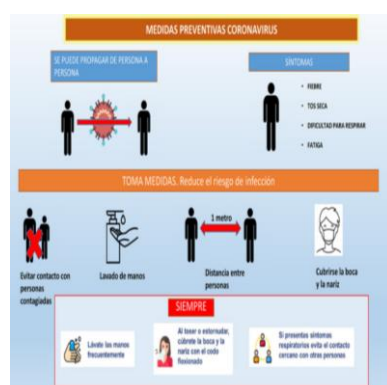 MEDIDAS PREVENTIVAS CORONAVIRUS
SE PUEDE PROPAGAR DE PERSONA A
PERSONA
SÍNTOMAS
• FIEBRE
• TOS SECA
• DIFICULTAD PARA RESPIRAR
• FATIGA
TOMA MEDIDAS. Reduce el riesgo de infección
Evitar contacto con
personas
contagiadas
Lavado de manos
1 metro
Distancia entre
personas
Cubrirse la boca
y la nariz
SIEMPRE
Lávate las manos
frecuentemente
Al toser o estornudar,
cúbrete la boca y la
nariz con el codo
flexionado
Si presentas síntomas
respiratorios evita el contacto
cercano con otras personas